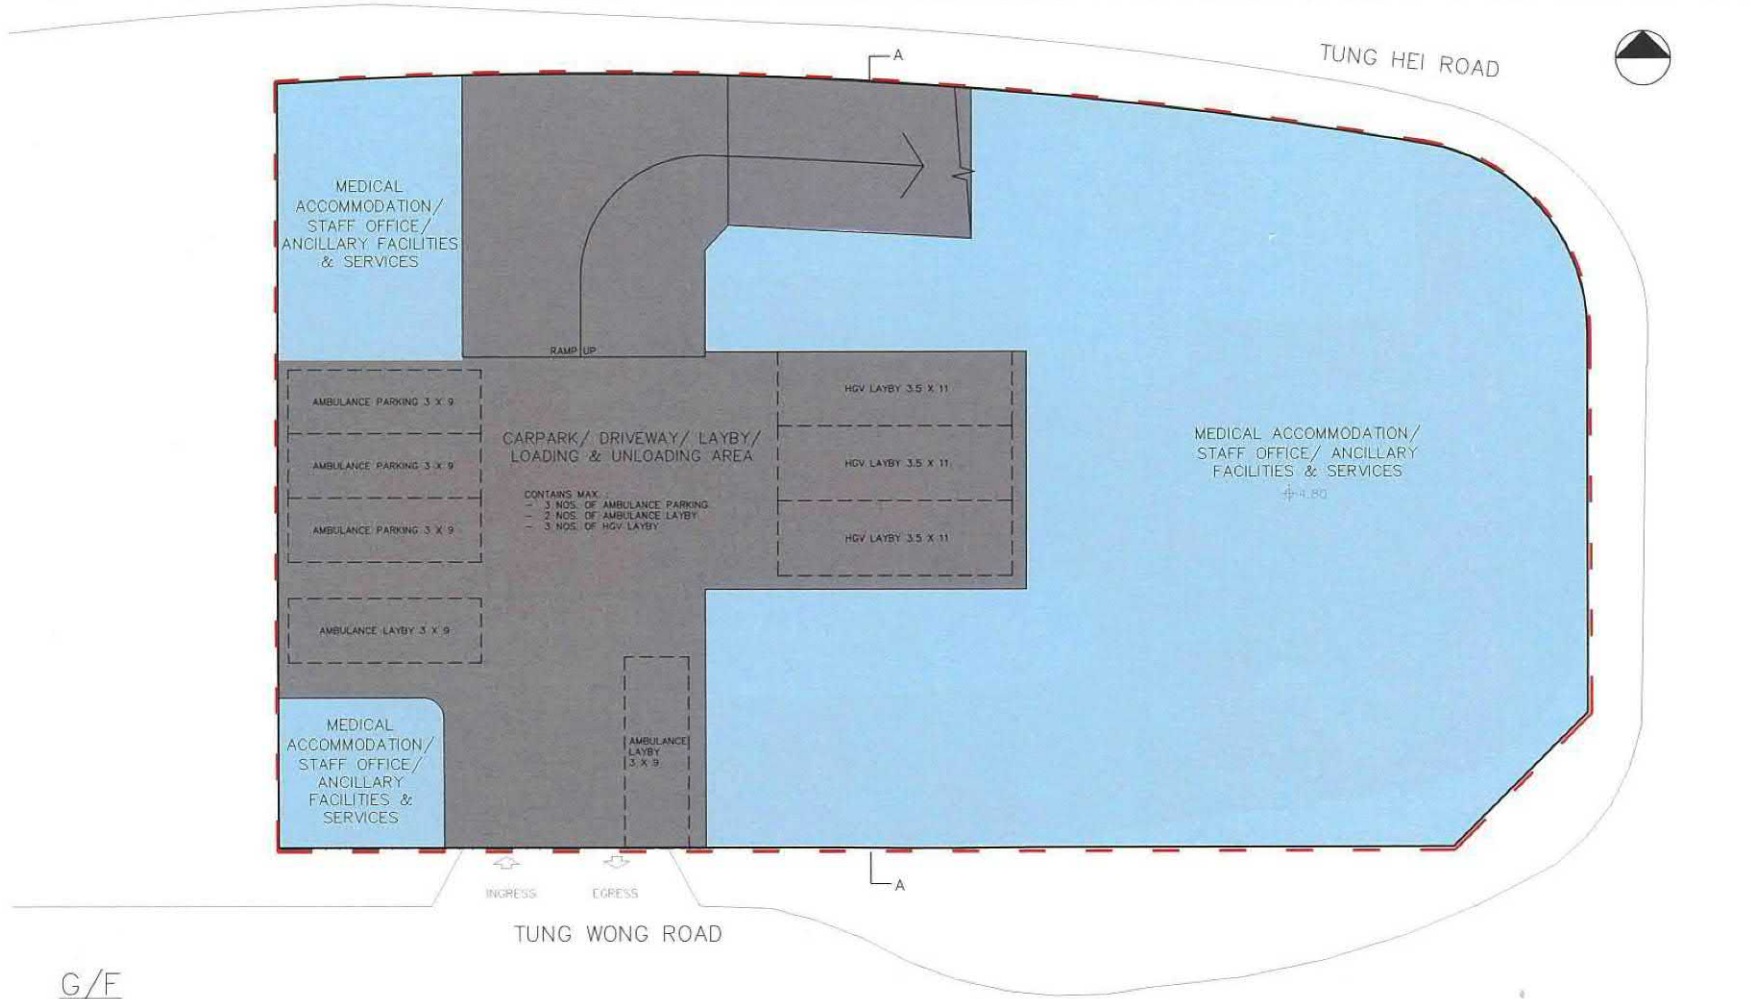 A
TUNG HEI ROAD
MEDICAL
ACCOMMODATION/
STAFF OFFICE/
ANCILLARY FACILITIES
& SERVICES
RAMP UP
AMBULANCE PARKING 3 X 9
AMBULANCE PARKING 3 X 9
AMBULANCE PARKING 3 X 9
CARPARK/ DRIVEWAY/ LAYBY/
LOADING & UNLOADING AREA
CONTAINS MAX. :
- 3 NOS. OF AMBULANCE PARKING
- 2 NOS. OF AMBULANCE LAYBY
- 3 NOS. OF HGV LAYBY
HGV LAYBY 3.5 X 11
HGV LAYBY 3.5 X 11
HGV LAYBY 3.5 X 11
MEDICAL ACCOMMODATION/
STAFF OFFICE/ ANCILLARY
FACILITIES & SERVICES
4.80
AMBULANCE LAYBY 3 X 9
MEDICAL
ACCOMMODATION/
STAFF OFFICE/
ANCILLARY
FACILITIES &
SERVICES
AMBULANCE
LAYBY
3 X 9
INGRESS
EGRESS
A
TUNG WONG ROAD
G/F